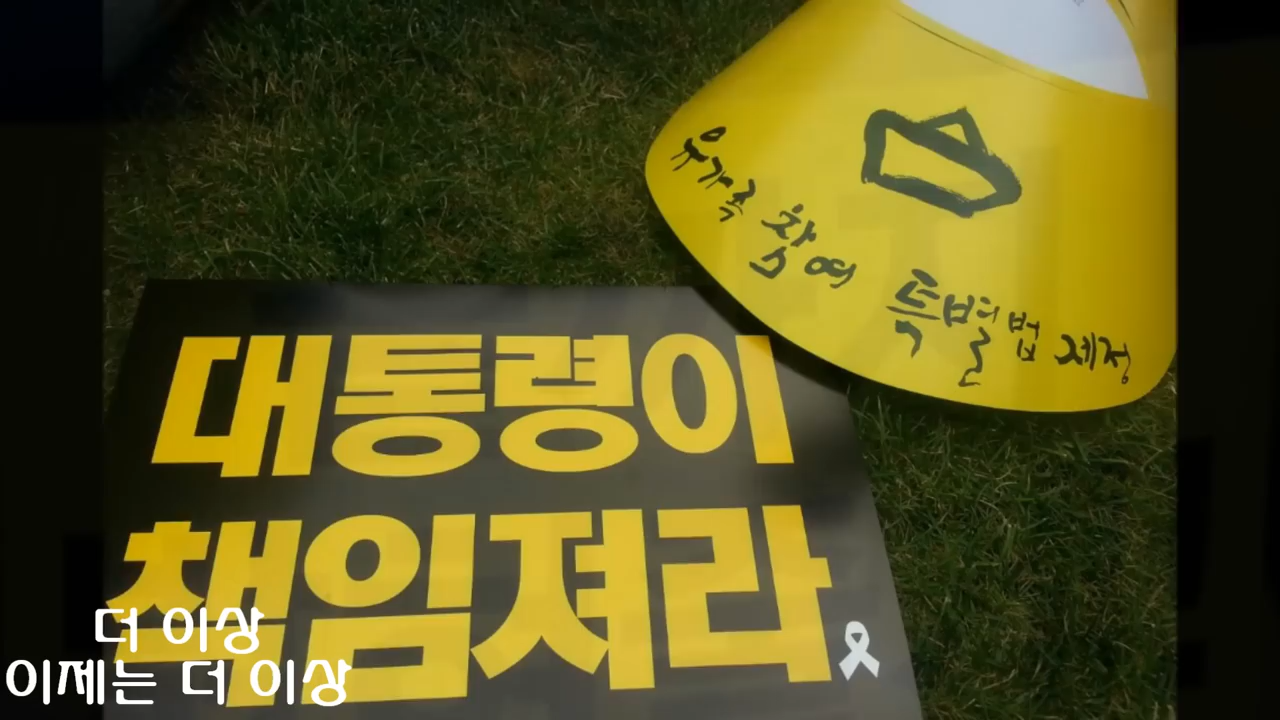 유가족 참여 특별법 제정
대통령이
책임져라
더 이상
이제는 더 이상